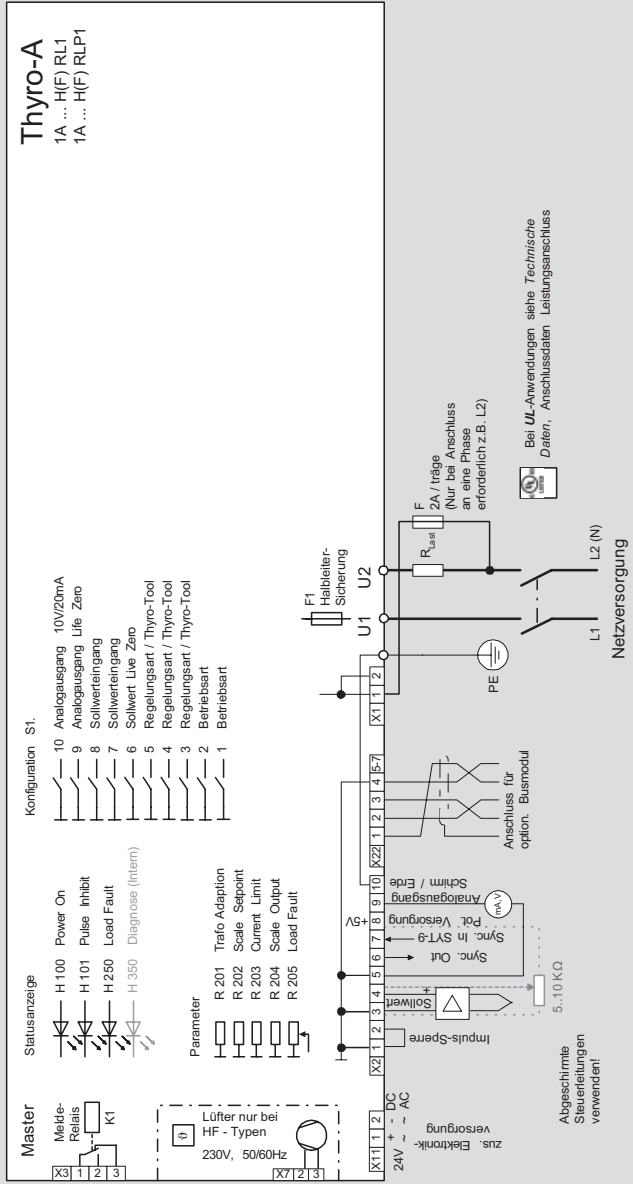 Thyro-A
1A ... H(F) RL1
1A ... H(F) RLP1
Master
Melde-
Relais
K1
X3 1 2 3
Lüfter nur bei
HF - Typen
230V, 50/60Hz
ϑ
X7 2 3
Statusanzeige
H 100 Power On
H 101 Pulse Inhibit
H 250 Load Fault
H 350 Diagnose (Intern)
Parameter
R 201 Trafo Adaption
R 202 Scale Setpoint
R 203 Current Limit
R 204 Scale Output
R 205 Load Fault
Konfiguration S1.
10 Analogausgang 10V/20mA
9 Analogausgang Life Zero
8 Sollwerteingang
7 Sollwerteingang
6 Sollwert Live Zero
5 Regelungsart / Thyro-Tool
4 Regelungsart / Thyro-Tool
3 Regelungsart / Thyro-Tool
2 Betriebsart
1 Betriebsart
F1
Halbleiter-
Sicherung
X11 1 2
24V + - DC
~ ~ AC
zus. Elektronik-
versorgung
X2 1 2 3 4 5 6 7 8 9 10
Impuls-Sperre
Sollwert
+
Sync. Out
Sync. In SYT-9
+5V
Pot. Versorgung
Analogausgang
Schirm / Erde
mA, V
5..10 KΩ
Abgeschirmte
Steuerleitungen
verwenden!
X22 1 2 3 4 5-7
Anschluss für
option. Busmodul
X1 1 2
PE
U1
U2
R Last
F
2A / träge
(Nur bei Anschluss
an eine Phase
erforderlich z.B. L2)
L1
L2 (N)
Netzversorgung
UL
Bei UL-Anwendungen siehe Technische
Daten, Anschlussdaten Leistungsanschluss